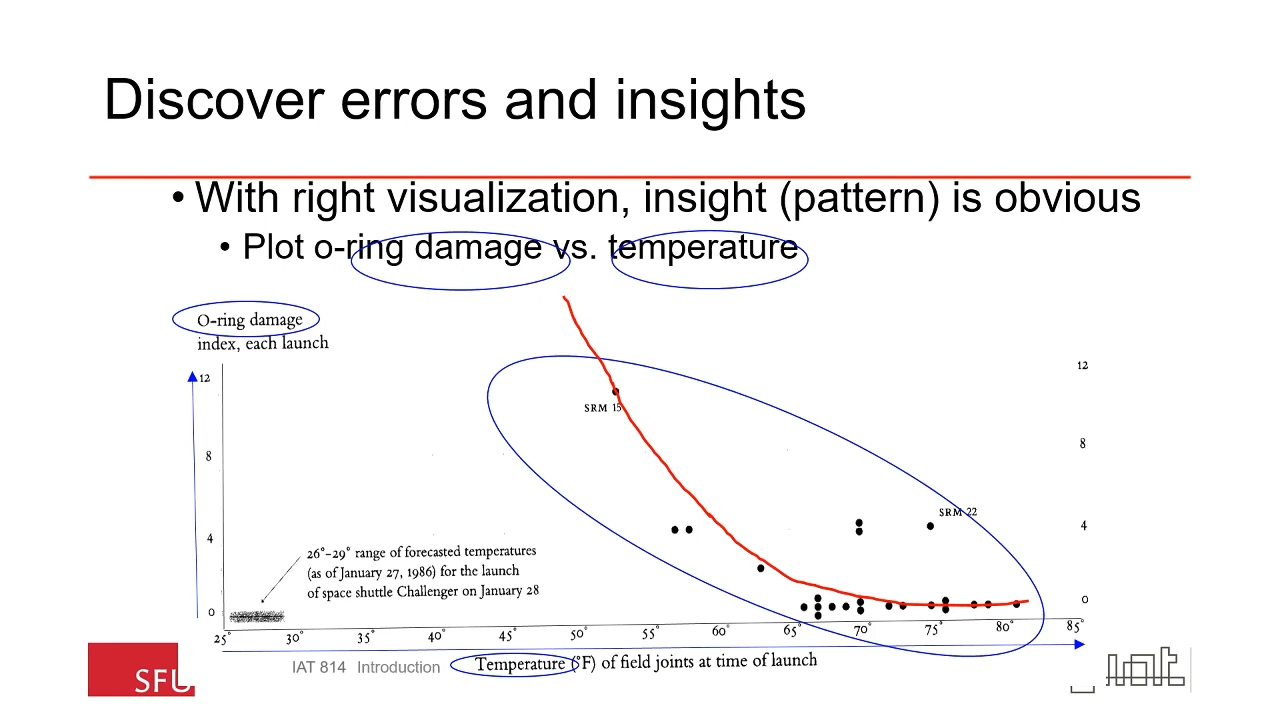 Discover errors and insights
• With right visualization, insight (pattern) is obvious
• Plot o-ring damage vs. temperature
O-ring damage
index, each launch
12
12
SRM 15
8
8
SRM 22
4
4
26°–29° range of forecasted temperatures
(as of January 27, 1986) for the launch
of space shuttle Challenger on January 28
0
0
25° 30° 35° 40° 45° 50° 55° 60° 65° 70° 75° 80° 85°
Temperature (°F) of field joints at time of launch
SFU
IAT 814 Introduction